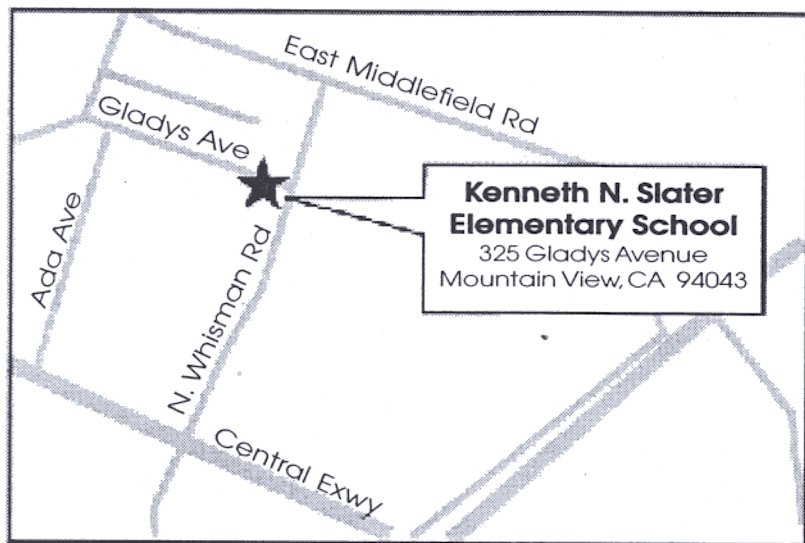 East Middlefield Rd
Gladys Ave
Kenneth N. Slater
Elementary School
325 Gladys Avenue
Mountain View, CA 94043
Ada Ave
N. Whisman Rd
Central Exwy